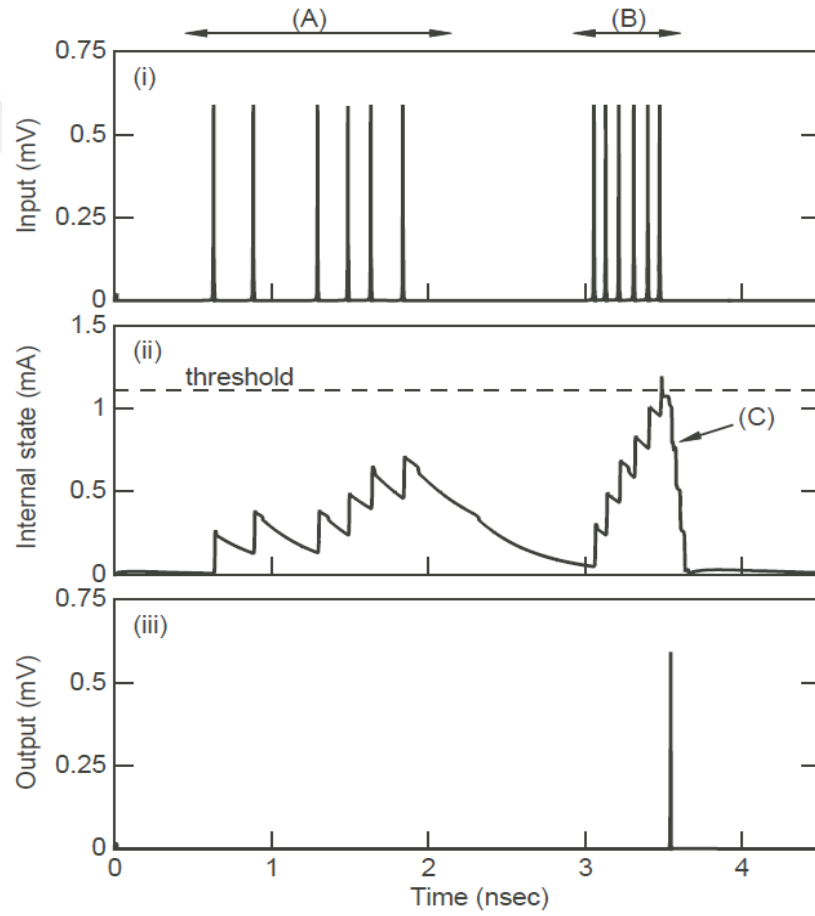 (A) (B)
(i)
Input (mV)
0.75
0.5
0.25
0
(ii)
Internal state (mA)
1.5
1
0.5
0
threshold
(C)
(iii)
Output (mV)
0.75
0.5
0.25
0
0 1 2 3 4
Time (nsec)